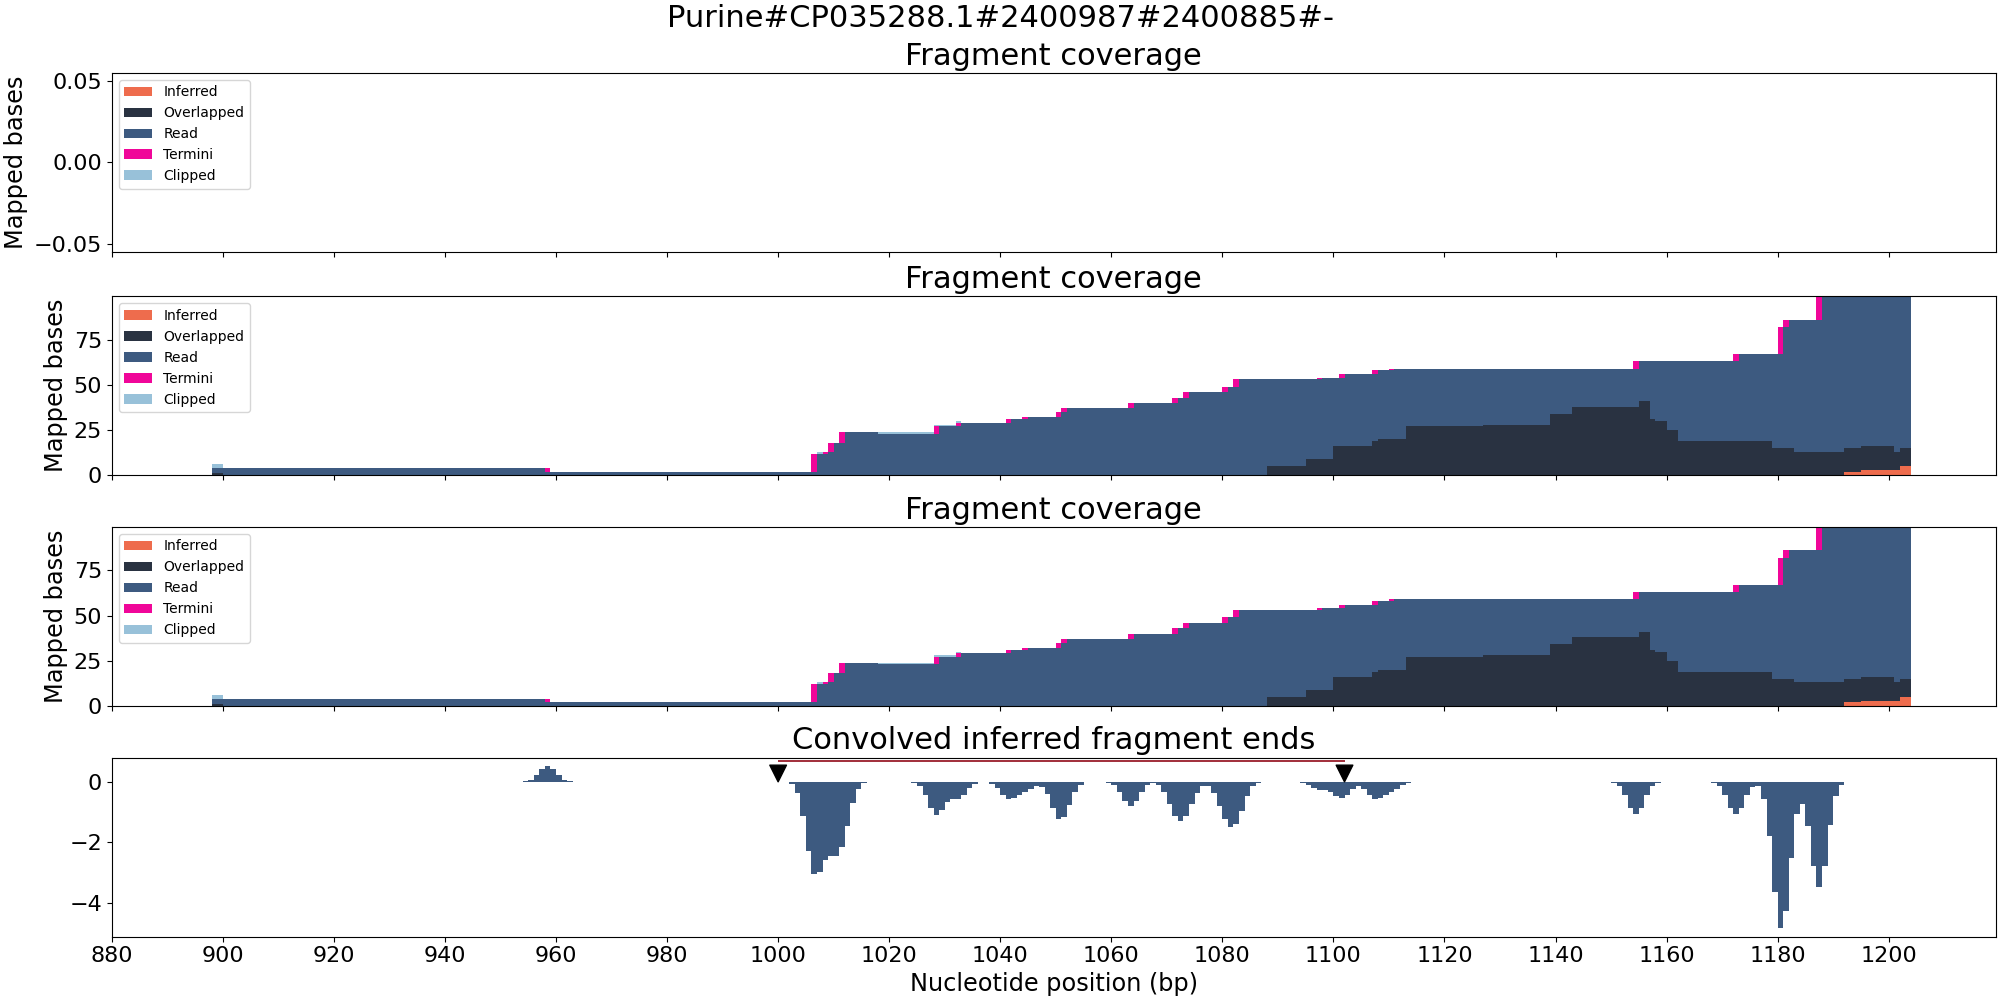 Purine#CP035288.1#2400987#2400885#-
Fragment coverage
Mapped bases
0.05
0.00
−0.05
Inferred
Overlapped
Read
Termini
Clipped
Fragment coverage
Mapped bases
75
50
25
0
Inferred
Overlapped
Read
Termini
Clipped
Fragment coverage
Mapped bases
75
50
25
0
Inferred
Overlapped
Read
Termini
Clipped
Convolved inferred fragment ends
0
−2
−4
880 900 920 940 960 980 1000 1020 1040 1060 1080 1100 1120 1140 1160 1180 1200
Nucleotide position (bp)